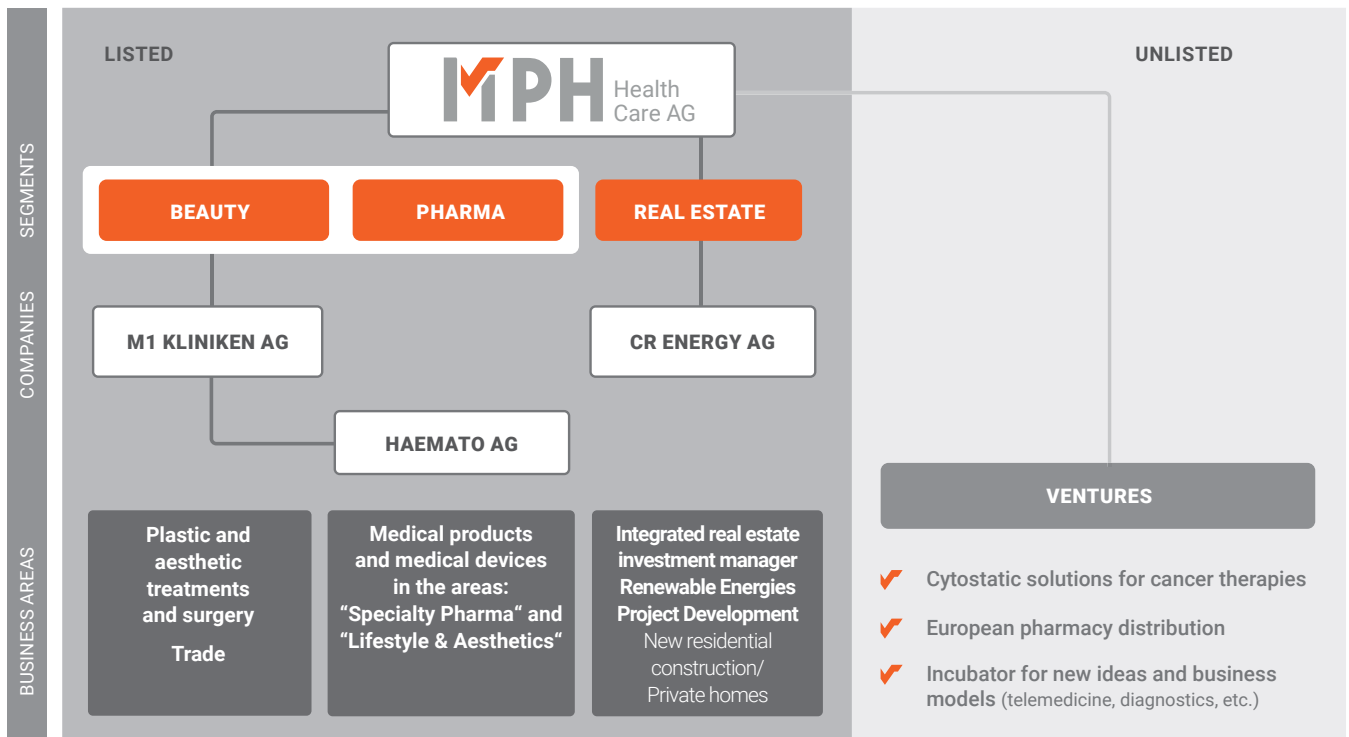 LISTED
UNLISTED
MPH Health
Care AG
SEGMENTS
BEAUTY
PHARMA
REAL ESTATE
COMPANIES
M1 KLINIKEN AG
CR ENERGY AG
HAEMATO AG
VENTURES
BUSINESS AREAS
Plastic and
aesthetic
treatments
and surgery
Trade
Medical products
and medical devices
in the areas:
“Specialty Pharma“ and
“Lifestyle & Aesthetics“
Integrated real estate
investment manager
Renewable Energies
Project Development
New residential
construction/
Private homes
Cytostatic solutions for cancer therapies
European pharmacy distribution
Incubator for new ideas and business
models (telemedicine, diagnostics, etc.)